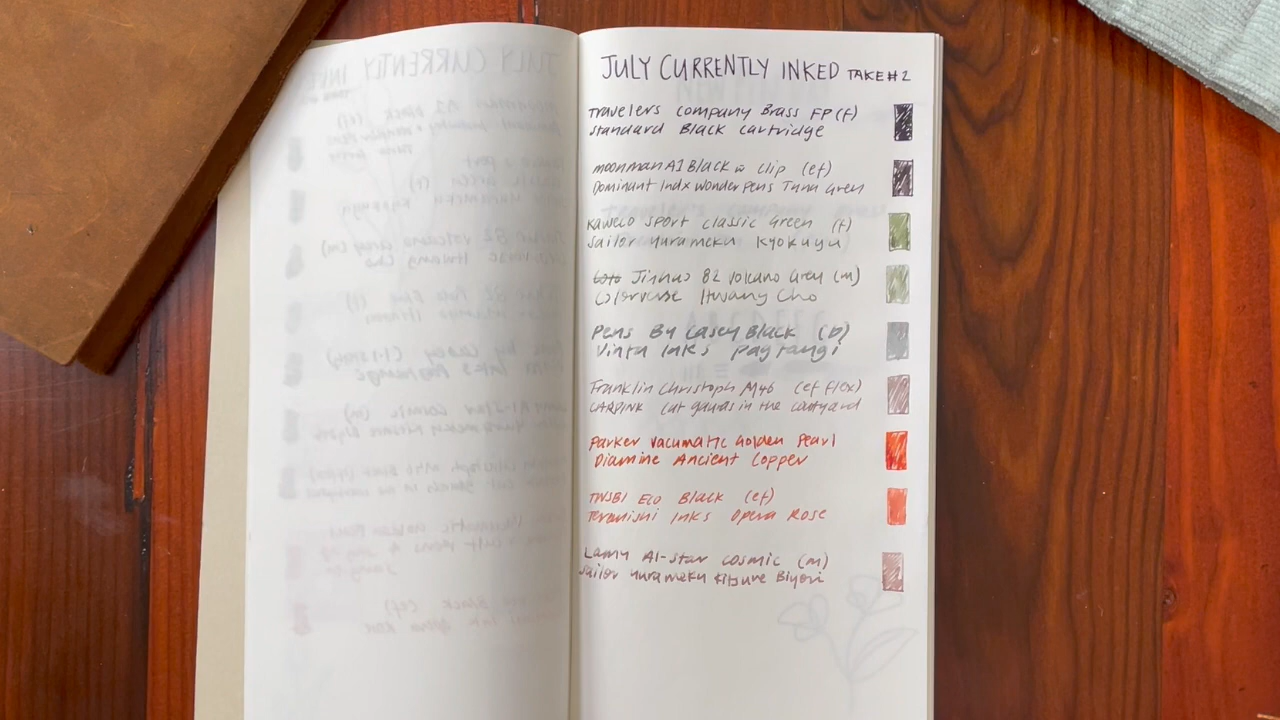 JULY CURRENTLY INKED TAKE #2
Travelers company Brass FP (f)
Standard Black Cartridge
moonman A1 Black w clip (ef)
Dominant Indx Wonder Pens Tuna Green
Kaweco Sport Classic Green (f)
Sailor Yurameku Kyokuyu
Jinhao 82 Volcano Grey (m)
Colorverse Hwang Cho
Pens By Casey Black (b)
Vinta Inks Pagtangi
Franklin Christoph M46 (ef flex)
Cat gaurds in the courtyard
Parker Vacumatic Golden Pearl
Diamine Ancient Copper
TWSBI Eco Black (ef)
Teranishi Inks Opera Rose
Lamy Al-Star cosmic (m)
Sailor Yurameku Kitsune Biyori